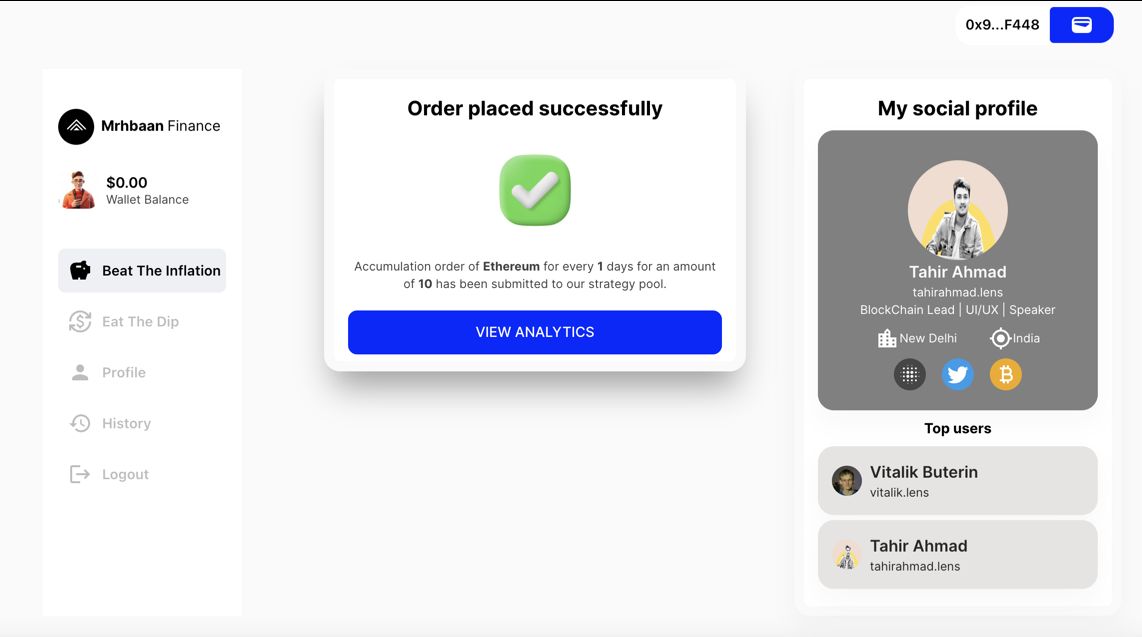 0x9...F448
Mrhbaan Finance
$0.00
Wallet Balance
Beat The Inflation
Eat The Dip
Profile
History
Logout
Order placed successfully
Accumulation order of Ethereum for every 1 days for an amount
of 10 has been submitted to our strategy pool.
VIEW ANALYTICS
My social profile
Tahir Ahmad
tahirahmad.lens
BlockChain Lead | UI/UX | Speaker
New Delhi
India
Top users
Vitalik Buterin
vitalik.lens
Tahir Ahmad
tahirahmad.lens